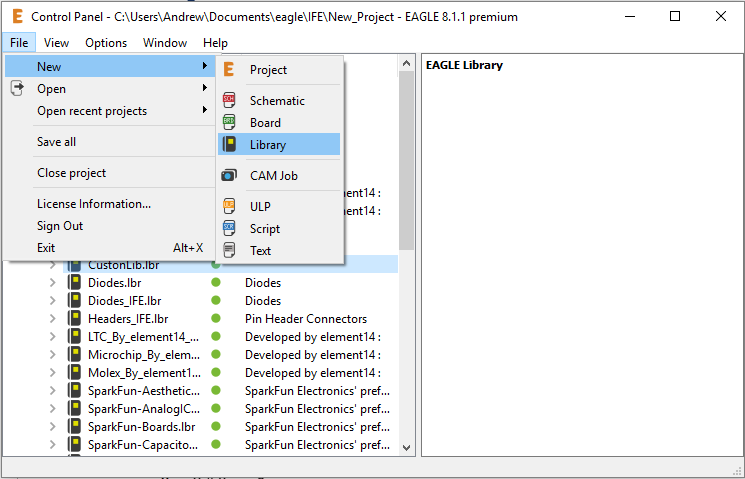 Control Panel - C:\Users\Andrew\Documents\eagle\IFE\New_Project - EAGLE 8.1.1 premium
File View Options Window Help
New
Open
Open recent projects
Save all
Close project
License Information...
Sign Out
Exit Alt+X
Project
Schematic
Board
Library
CAM Job
ULP
Script
Text
EAGLE Library
ement14 :
ement14 :
CustonLib.lbr
Diodes.lbr Diodes
Diodes_IFE.lbr Diodes
Headers_IFE.lbr Pin Header Connectors
LTC_By_element14_... Developed by element14 :
Microchip_By_elem... Developed by element14 :
Molex_By_element1... Developed by element14 :
SparkFun-Aesthetic... SparkFun Electronics' pref...
SparkFun-AnalogIC... SparkFun Electronics' pref...
SparkFun-Boards.lbr SparkFun Electronics' pref...
SparkFun-Capacito... SparkFun Electronics' pref...